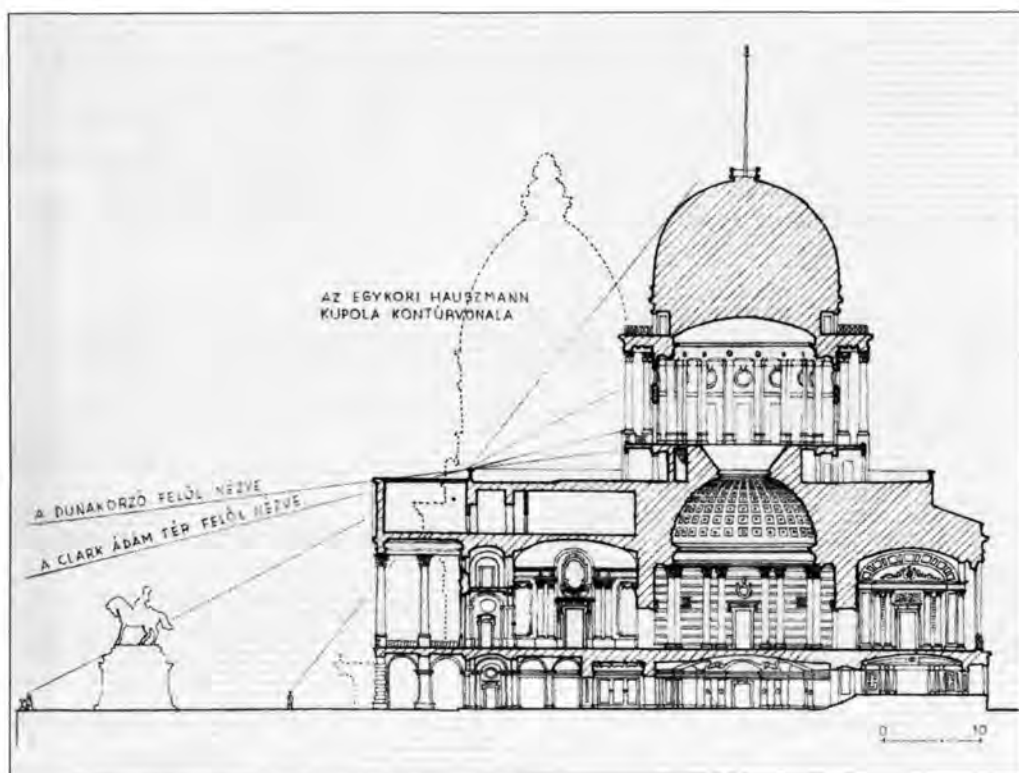 AZ EGYKORI HAUSZMANN
KUPOLA KONTÚRVONALA
A DUNAKORZÓ FELŐL NÉZVE
A CLARK ÁDÁM TÉR FELŐL NÉZVE
0 10